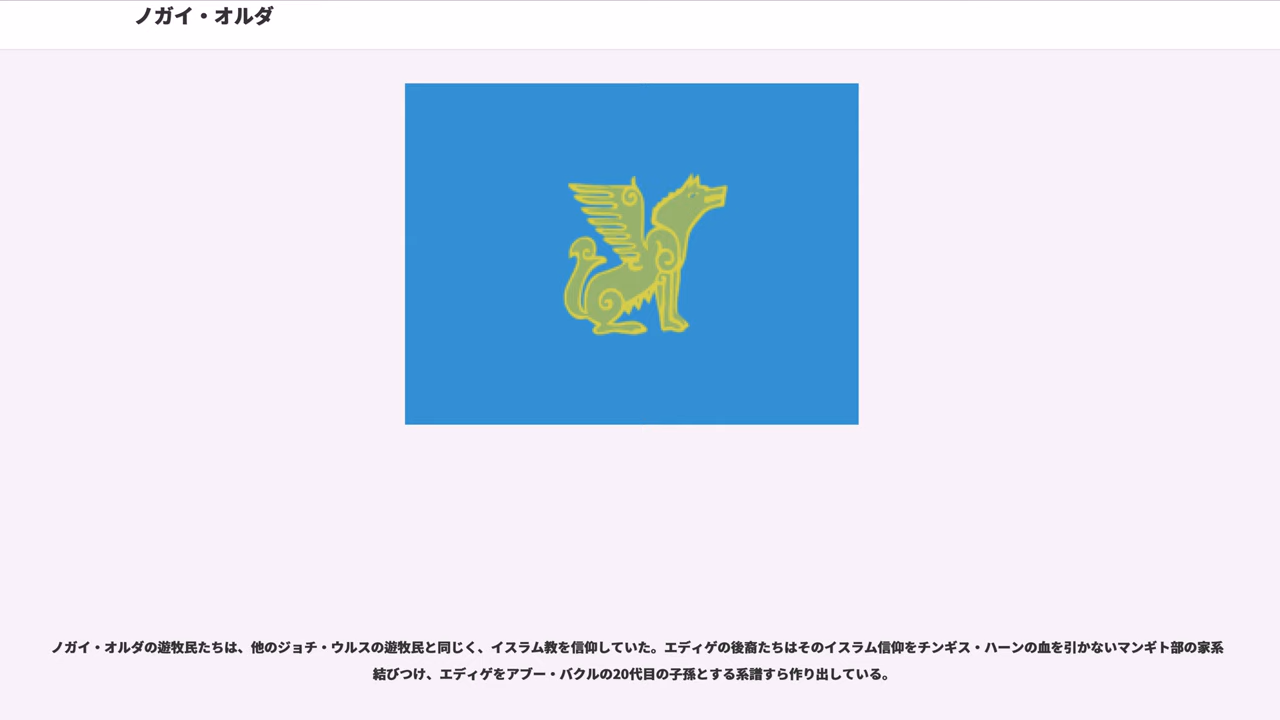 ノガイ・オルダ
ノガイ・オルダの遊牧民たちは、他のジョチ・ウルスの遊牧民と同じく、イスラム教を信仰していた。エディゲの後裔たちはそのイスラム信仰をチンギス・ハーンの血を引かないマンギト部の家系
結びつけ、エディゲをアブー・バクルの20代目の子孫とする系譜すら作り出している。